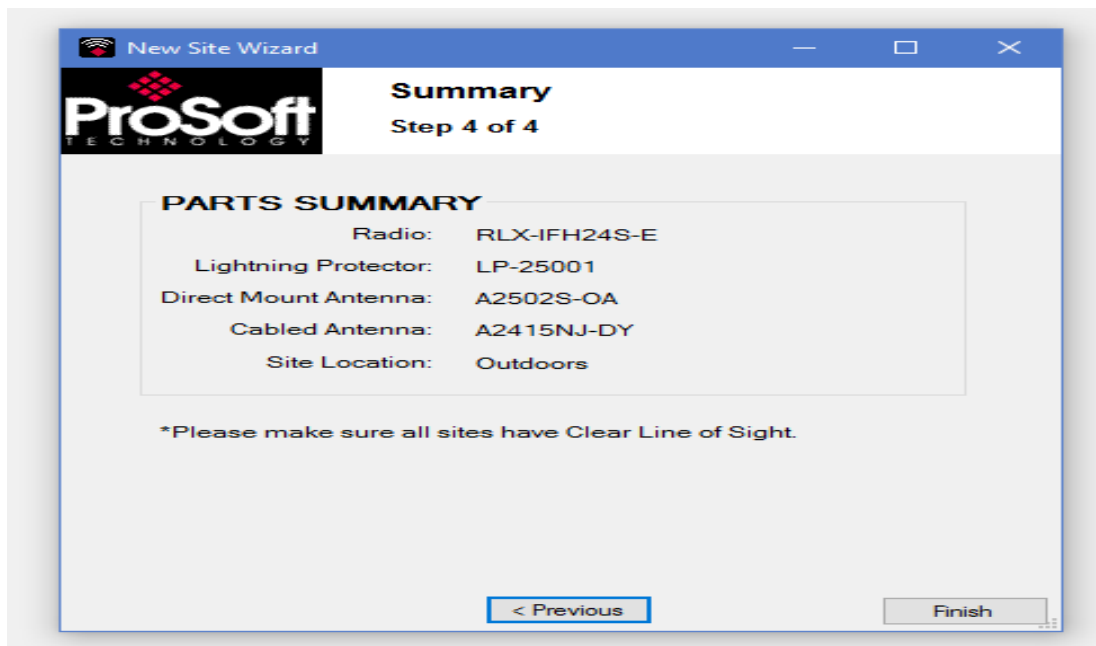 New Site Wizard
ProSoft
TECHNOLOGY
Summary
Step 4 of 4
PARTS SUMMARY
Radio: RLX-IFH24S-E
Lightning Protector: LP-25001
Direct Mount Antenna: A2502S-OA
Cabled Antenna: A2415NJ-DY
Site Location: Outdoors
*Please make sure all sites have Clear Line of Sight.
< Previous
Finish